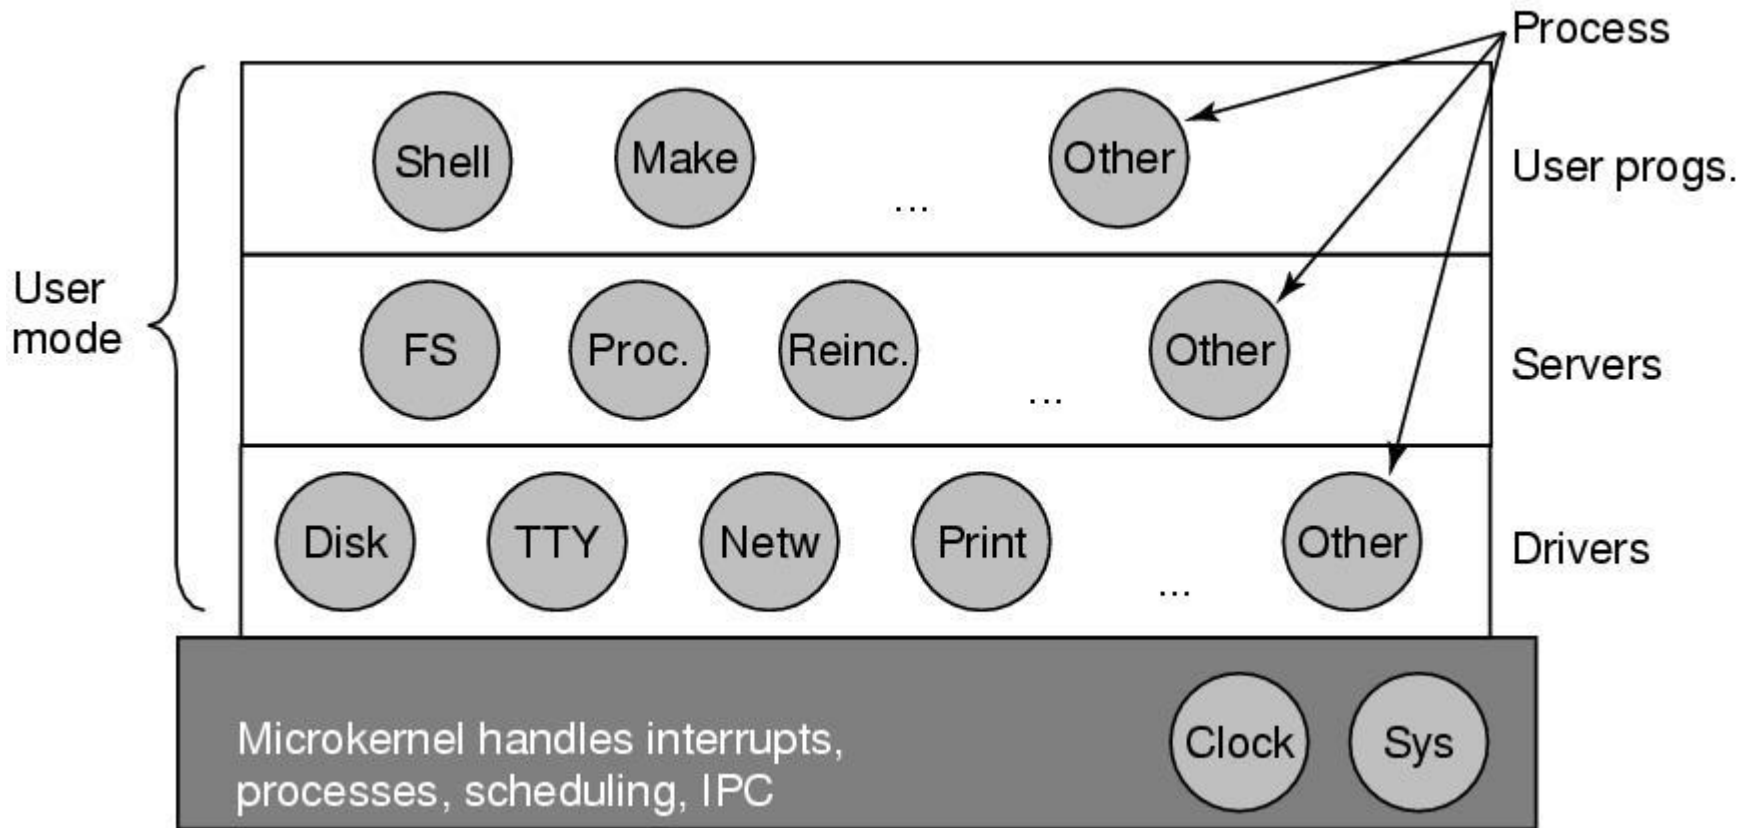 Process
Shell
Make
...
Other
User progs.
User
mode
FS
Proc.
Reinc.
...
Other
Servers
Disk
TTY
Netw
Print
...
Other
Drivers
Microkernel handles interrupts,
processes, scheduling, IPC
Clock
Sys